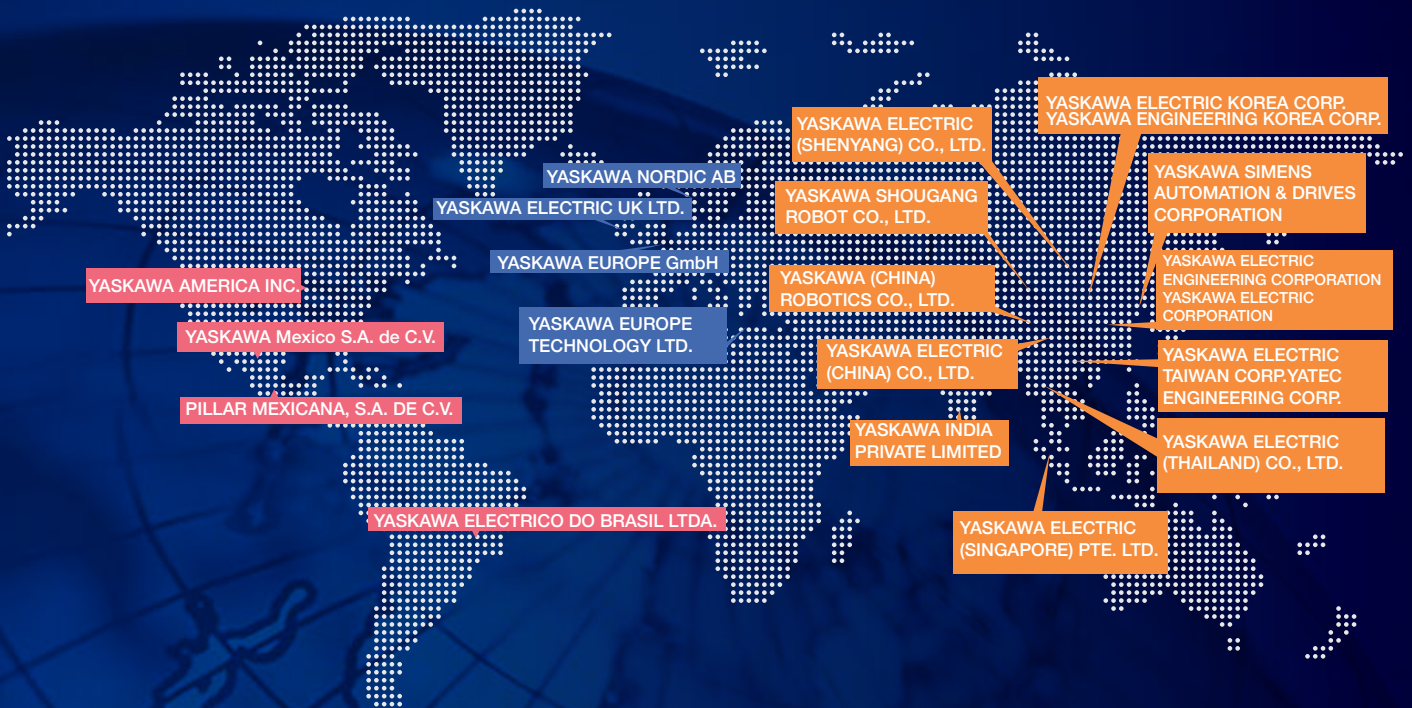 YASKAWA ELECTRIC KOREA CORP.
YASKAWA ENGINEERING KOREA CORP.
YASKAWA ELECTRIC
(SHENYANG) CO., LTD.
YASKAWA SIMENS
AUTOMATION & DRIVES
CORPORATION
YASKAWA NORDIC AB
YASKAWA SHOUGANG
ROBOT CO., LTD.
YASKAWA ELECTRIC UK LTD.
YASKAWA EUROPE GmbH
YASKAWA ELECTRIC
ENGINEERING CORPORATION
YASKAWA ELECTRIC
CORPORATION
YASKAWA (CHINA)
ROBOTICS CO., LTD.
YASKAWA AMERICA INC.
YASKAWA EUROPE
TECHNOLOGY LTD.
YASKAWA Mexico S.A. de C.V.
YASKAWA ELECTRIC
(CHINA) CO., LTD.
YASKAWA ELECTRIC
TAIWAN CORP.YATEC
ENGINEERING CORP.
PILLAR MEXICANA, S.A. DE C.V.
YASKAWA INDIA
PRIVATE LIMITED
YASKAWA ELECTRIC
(THAILAND) CO., LTD.
YASKAWA ELECTRICO DO BRASIL LTDA.
YASKAWA ELECTRIC
(SINGAPORE) PTE. LTD.